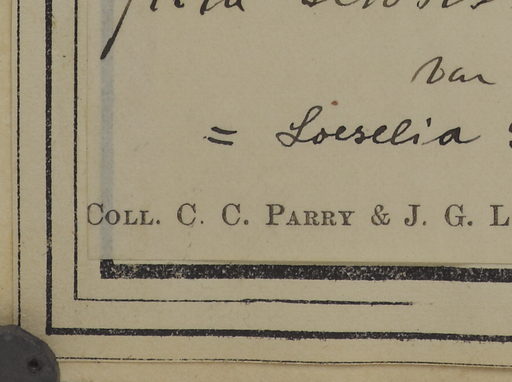 var
= Loeselia
COLL. C. C. PARRY & J. G. L